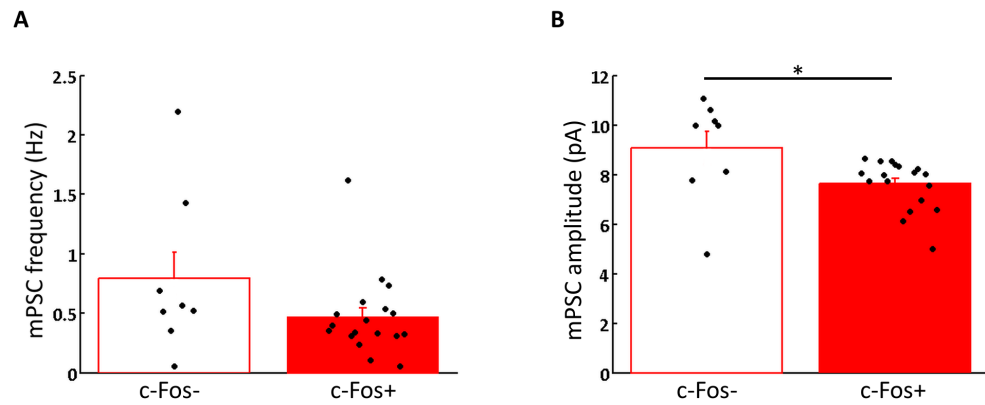 A
mPSC frequency (Hz)
2.5
2
1.5
1
0.5
0
c-Fos-
c-Fos+
B
mPSC amplitude (pA)
12
10
8
6
4
2
0
*
c-Fos-
c-Fos+